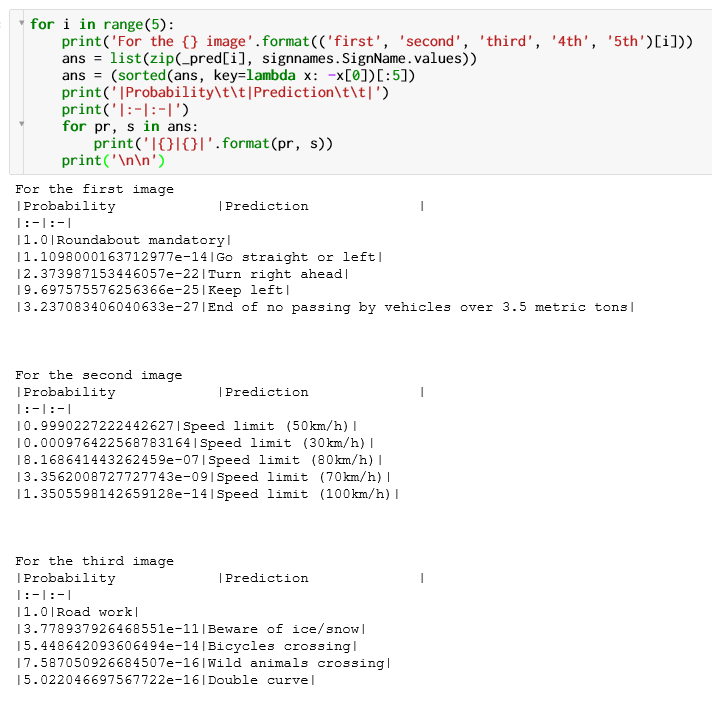 for i in range(5):
    print('For the {} image'.format(('first', 'second', 'third', '4th', '5th')[i]))
    ans = list(zip(_pred[i], signnames.SignName.values))
    ans = (sorted(ans, key=lambda x: -x[0])[:5])
    print('|Probability\t\t|Prediction\t\t|')
    print('|:-|:-|')
    for pr, s in ans:
        print('|{}|{}|'.format(pr, s))
    print('\n\n')
For the first image
|Probability            |Prediction             |
|:-|:-|
|1.0|Roundabout mandatory|
|1.1098000163712977e-14|Go straight or left|
|2.373987153446057e-22|Turn right ahead|
|9.697575576256366e-25|Keep left|
|3.237083406040633e-27|End of no passing by vehicles over 3.5 metric tons|
For the second image
|Probability            |Prediction             |
|:-|:-|
|0.9990227222442627|Speed limit (50km/h)|
|0.000976422568783164|Speed limit (30km/h)|
|8.168641443262459e-07|Speed limit (80km/h)|
|3.3562008727727743e-09|Speed limit (70km/h)|
|1.3505598142659128e-14|Speed limit (100km/h)|
For the third image
|Probability            |Prediction             |
|:-|:-|
|1.0|Road work|
|3.778937926468551e-11|Beware of ice/snow|
|5.448642093606494e-14|Bicycles crossing|
|7.587050926684507e-16|Wild animals crossing|
|5.022046697567722e-16|Double curve|